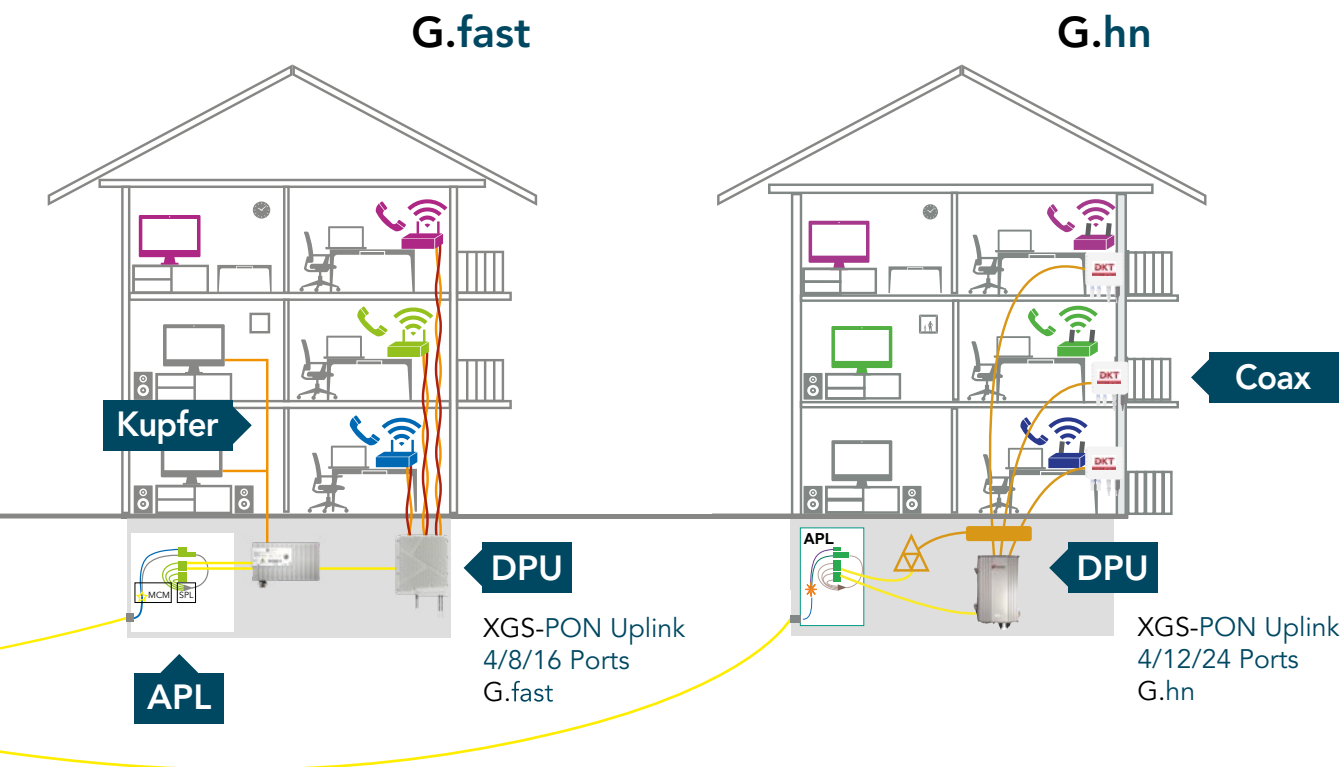 G.fast
G.hn
DKT
DKT
DKT
Coax
Kupfer
MCM
SPL
DPU
XGS-PON Uplink
4/8/16 Ports
G.fast
APL
APL
DPU
XGS-PON Uplink
4/12/24 Ports
G.hn